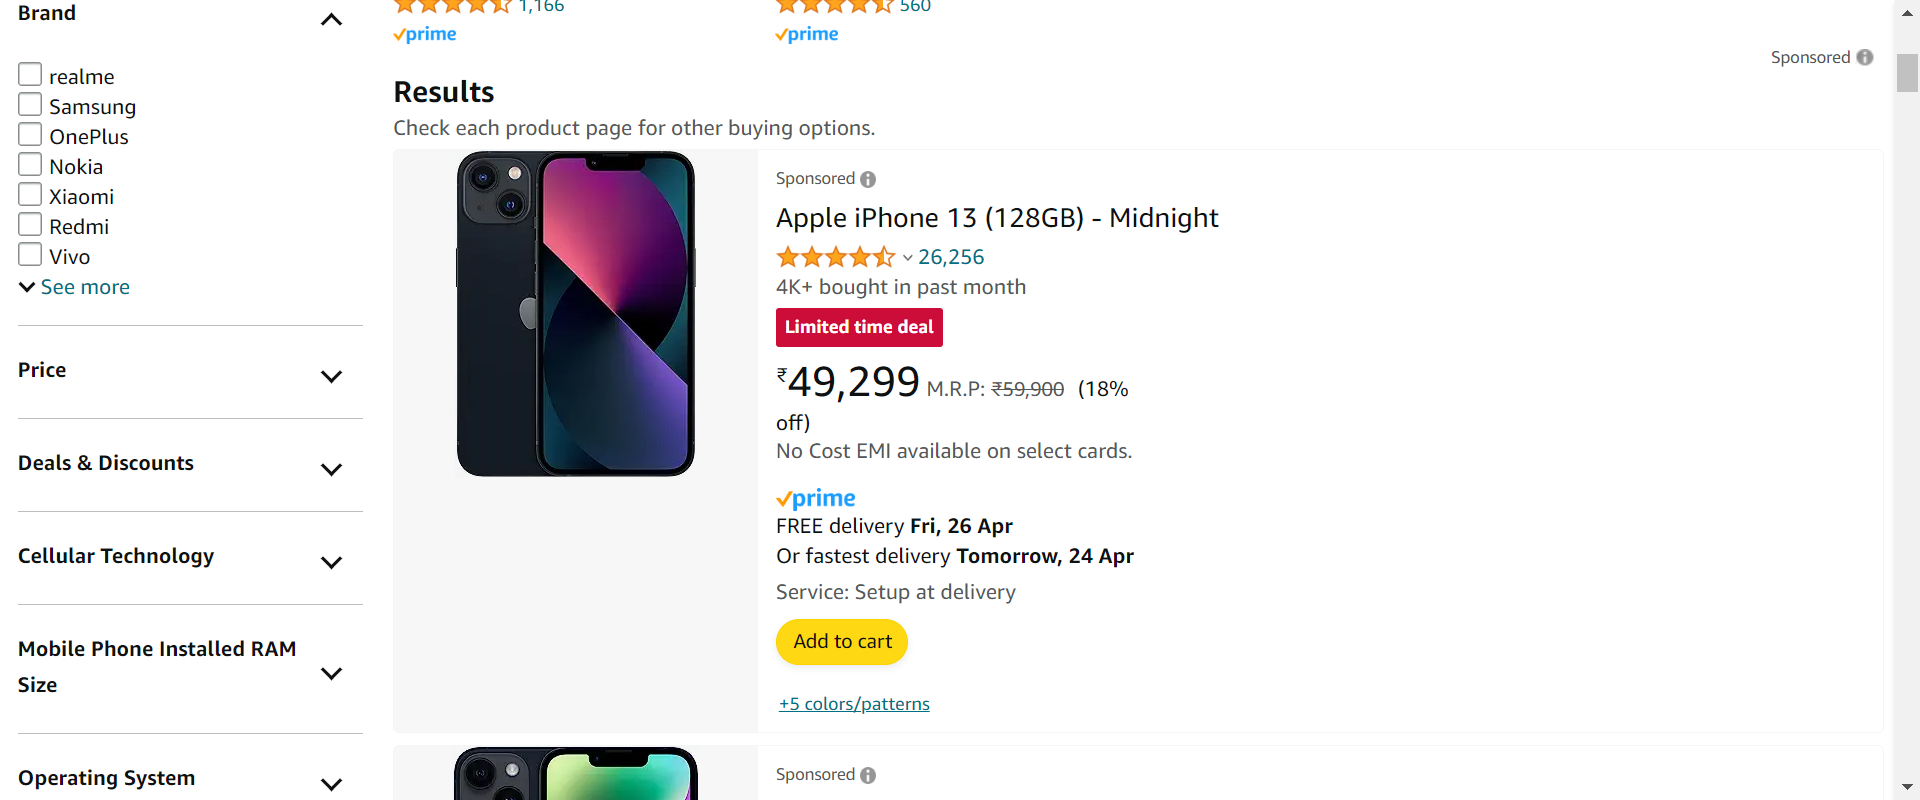 Brand
realme
Samsung
OnePlus
Nokia
Xiaomi
Redmi
Vivo
See more
Price
Deals & Discounts
Cellular Technology
Mobile Phone Installed RAM
Size
Operating System
1,166
560
prime
prime
Sponsored
Results
Check each product page for other buying options.
Sponsored
Apple iPhone 13 (128GB) - Midnight
26,256
4K+ bought in past month
Limited time deal
₹49,299 M.R.P: ₹59,900 (18%
off)
No Cost EMI available on select cards.
prime
FREE delivery Fri, 26 Apr
Or fastest delivery Tomorrow, 24 Apr
Service: Setup at delivery
Add to cart
+5 colors/patterns
Sponsored